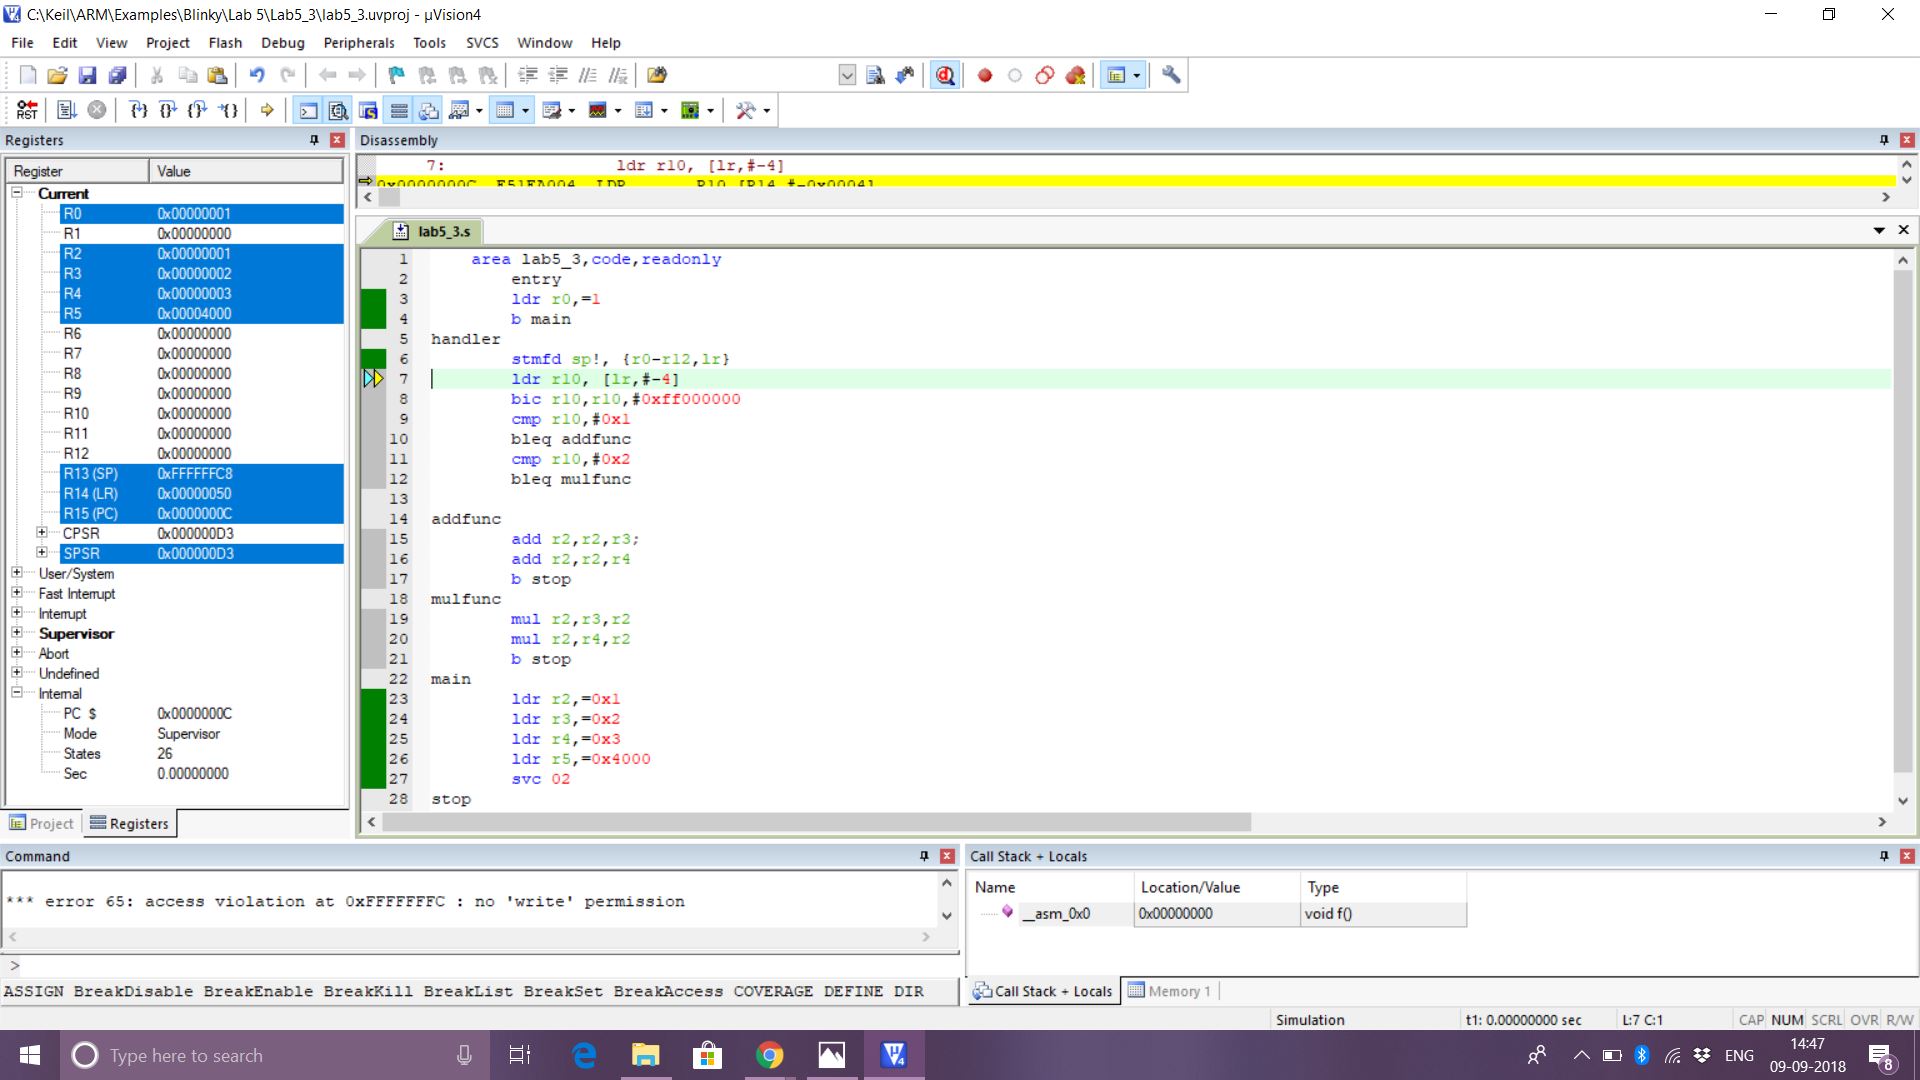 C:\Keil\ARM\Examples\Blinky\Lab 5\Lab5_3\lab5_3.uvproj - µVision4
File Edit View Project Flash Debug Peripherals Tools SVCS Window Help
RST
Registers
Register Value
Current
R0 0x00000001
R1 0x00000000
R2 0x00000001
R3 0x00000002
R4 0x00000003
R5 0x00004000
R6 0x00000000
R7 0x00000000
R8 0x00000000
R9 0x00000000
R10 0x00000000
R11 0x00000000
R12 0x00000000
R13 (SP) 0xFFFFFFC8
R14 (LR) 0x00000050
R15 (PC) 0x0000000C
CPSR 0x000000D3
SPSR 0x000000D3
User/System
Fast Interrupt
Interrupt
Supervisor
Abort
Undefined
Internal
PC $ 0x0000000C
Mode Supervisor
States 26
Sec 0.00000000
Project Registers
Disassembly
7: ldr r10, [lr,#-4]
0x0000000C E51EA004 LDR R10,[R14,#-0x0004]
lab5_3.s
1 area lab5_3,code,readonly
2 entry
3 ldr r0,=1
4 b main
5 handler
6 stmfd sp!, {r0-r12,lr}
7 ldr r10, [lr,#-4]
8 bic r10,r10,#0xff000000
9 cmp r10,#0x1
10 bleq addfunc
11 cmp r10,#0x2
12 bleq mulfunc
13
14 addfunc
15 add r2,r2,r3;
16 add r2,r2,r4
17 b stop
18 mulfunc
19 mul r2,r3,r2
20 mul r2,r4,r2
21 b stop
22 main
23 ldr r2,=0x1
24 ldr r3,=0x2
25 ldr r4,=0x3
26 ldr r5,=0x4000
27 svc 02
28 stop
Command
*** error 65: access violation at 0xFFFFFFFC : no 'write' permission
>
ASSIGN BreakDisable BreakEnable BreakKill BreakList BreakSet BreakAccess COVERAGE DEFINE DIR
Call Stack + Locals
Name Location/Value Type
__asm_0x0 0x00000000 void f()
Call Stack + Locals Memory 1
Simulation t1: 0.00000000 sec L:7 C:1 CAP NUM SCRL OVR R/W
Type here to search
ENG
14:47
09-09-2018
8